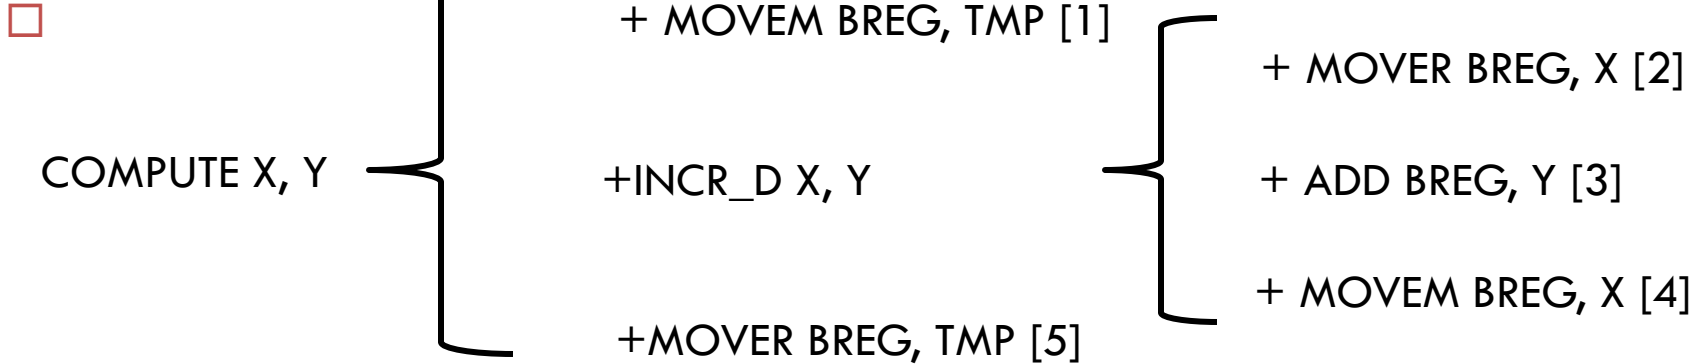 + MOVEM BREG, TMP [1]
+ MOVER BREG, X [2]
COMPUTE X, Y
+INCR_D X, Y
+ ADD BREG, Y [3]
+ MOVEM BREG, X [4]
+MOVER BREG, TMP [5]